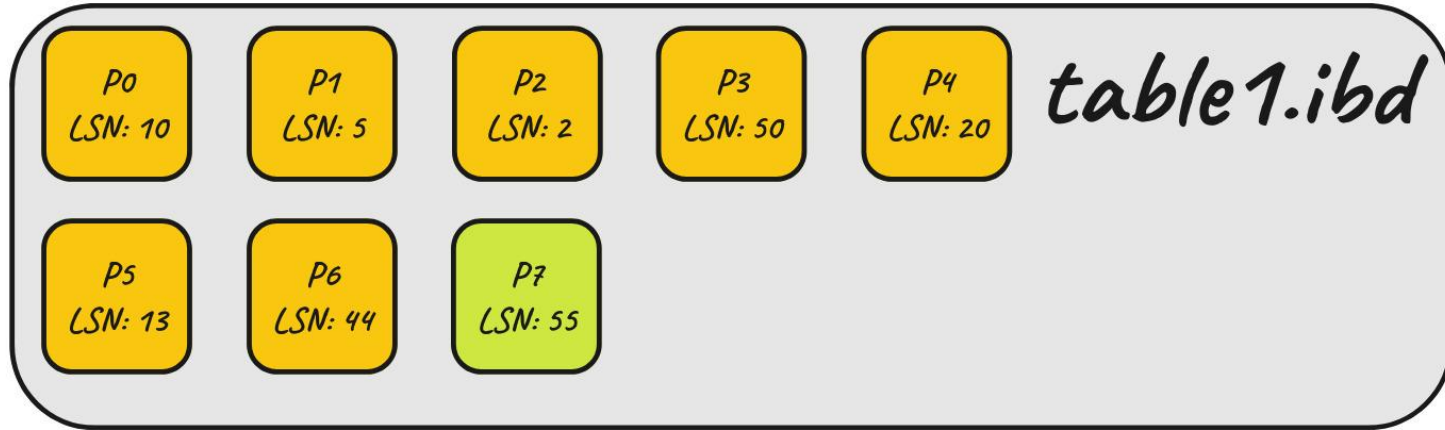 P0
LSN: 10
P1
LSN: 5
P2
LSN: 2
P3
LSN: 50
P4
LSN: 20
table1.ibd
P5
LSN: 13
P6
LSN: 44
P7
LSN: 55